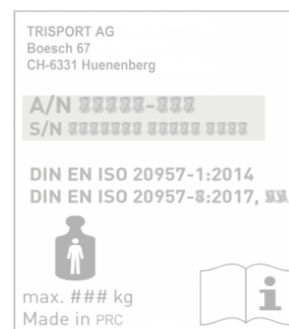 TRISPORT AG
Boesch 67
CH-6331 Huenenberg
A/N
S/N
DIN EN ISO 20957-1:2014
DIN EN ISO 20957-:2017,
max. ### kg
Made in PRC